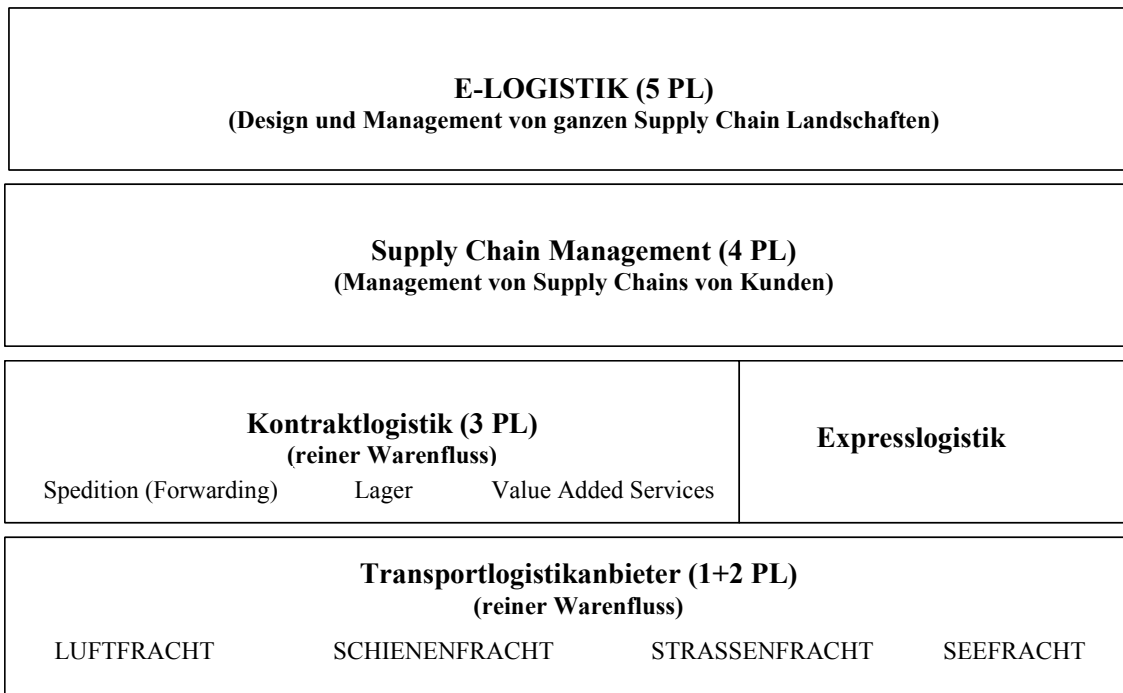 E-LOGISTIK (5 PL)
(Design und Management von ganzen Supply Chain Landschaften)
Supply Chain Management (4 PL)
(Management von Supply Chains von Kunden)
Kontraktlogistik (3 PL)
(reiner Warenfluss)
Spedition (Forwarding) Lager Value Added Services
Expresslogistik
Transportlogistikanbieter (1+2 PL)
(reiner Warenfluss)
LUFTFRACHT SCHIENENFRACHT STRASSENFRACHT SEEFRACHT